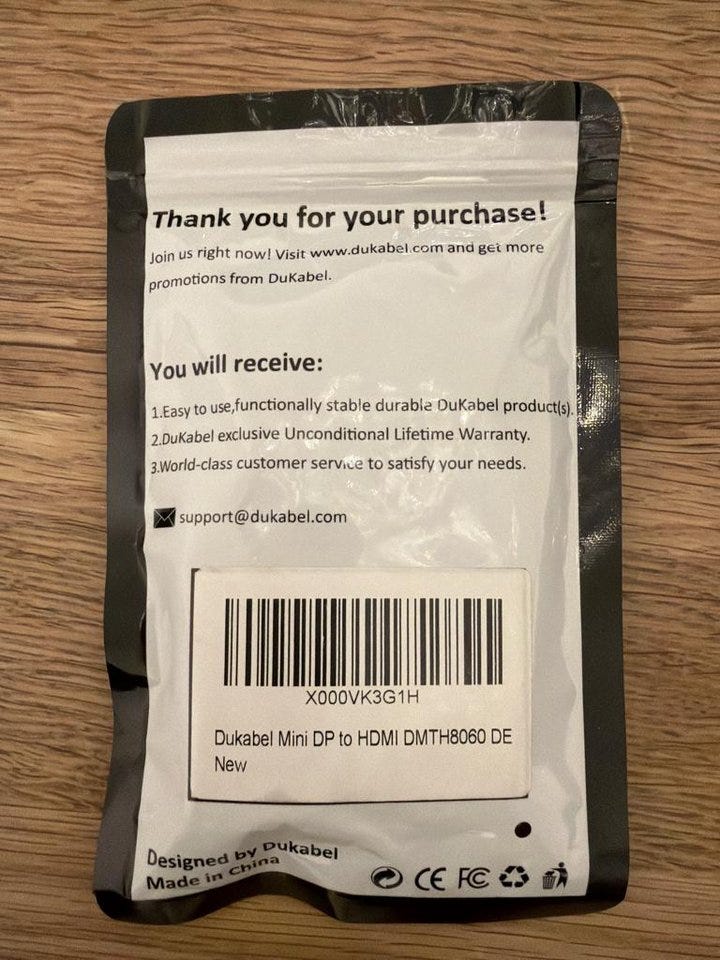 Thank you for your purchase!
Join us right now! Visit www.dukabel.com and get more
promotions from DuKabel.
You will receive:
1.Easy to use,functionally stable durable DuKabel product(s).
2.DuKabel exclusive Unconditional Lifetime Warranty.
3.World-class customer service to satisfy your needs.
support@dukabel.com
X000VK3G1H
Dukabel Mini DP to HDMI DMTH8060 DE
New
Designed by Dukabel
Made in China
CE FC